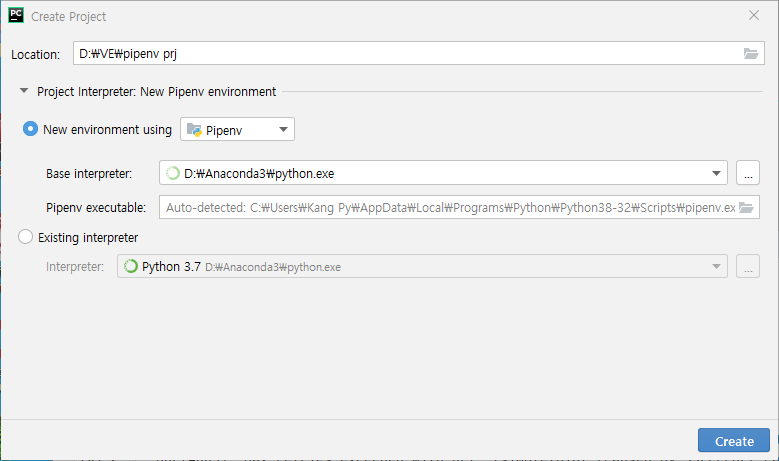 PC
Create Project
Location: D:₩VE₩pipenv prj
Project Interpreter: New Pipenv environment
New environment using Pipenv
Base interpreter: D:₩Anaconda3₩python.exe ...
Pipenv executable: Auto-detected: C:₩Users₩Kang Py₩AppData₩Local₩Programs₩Python₩Python38-32₩Scripts₩pipenv.ex
Existing interpreter
Interpreter: Python 3.7 D:₩Anaconda3₩python.exe ...
Create